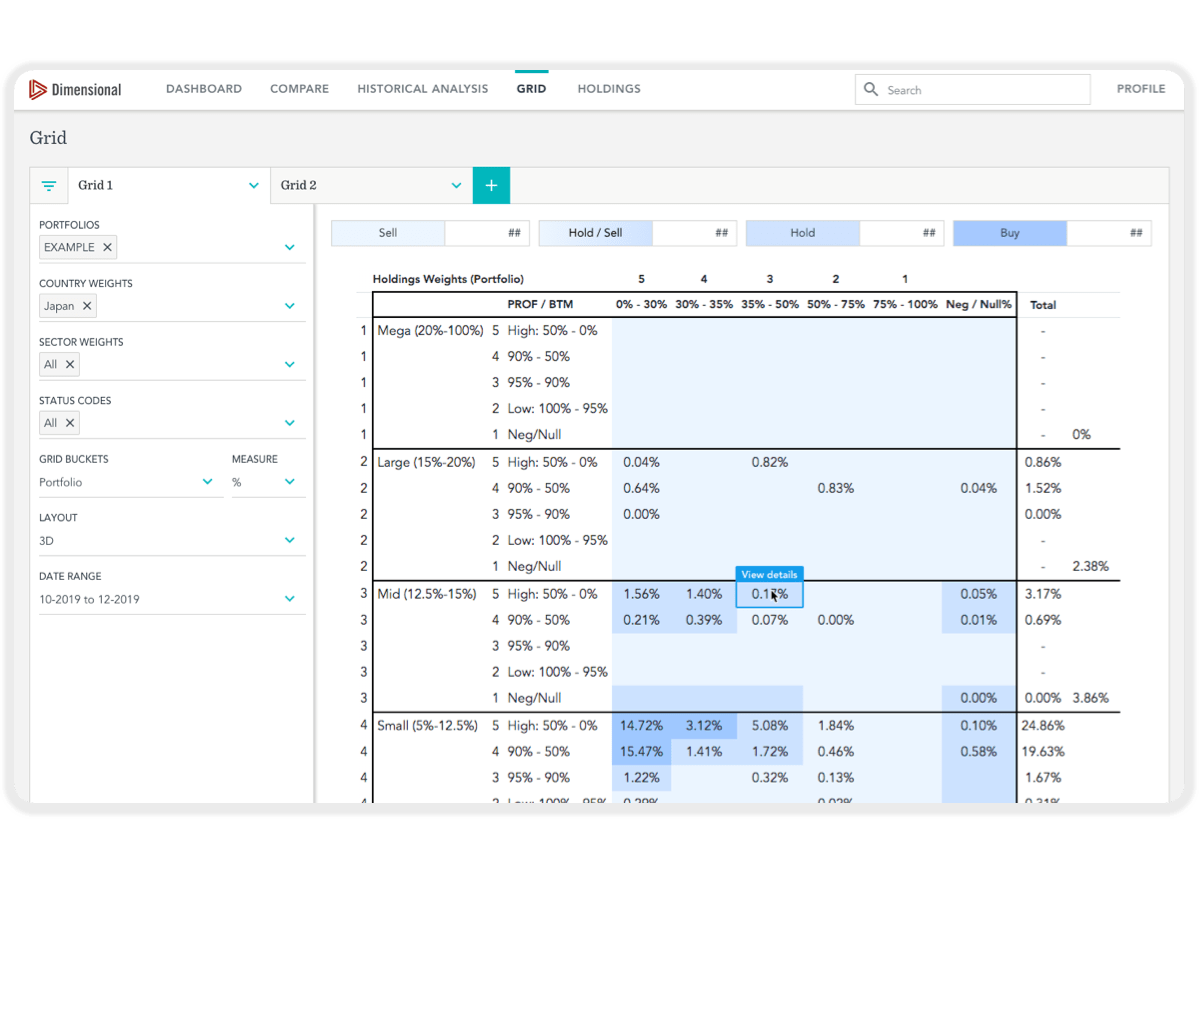 Dimensional DASHBOARD COMPARE HISTORICAL ANALYSIS GRID HOLDINGS Search PROFILE
Grid
Grid 1 Grid 2 +
PORTFOLIOS
EXAMPLE ✕
COUNTRY WEIGHTS
Japan ✕
SECTOR WEIGHTS
All ✕
STATUS CODES
All ✕
GRID BUCKETS MEASURE
Portfolio %
LAYOUT
3D
DATE RANGE
10-2019 to 12-2019
Sell ## Hold / Sell ## Hold ## Buy ##
Holdings Weights (Portfolio) 5 4 3 2 1
PROF / BTM 0% - 30% 30% - 35% 35% - 50% 50% - 75% 75% - 100% Neg / Null% Total
1 Mega (20%-100%) 5 High: 50% - 0% -
1 4 90% - 50% -
1 3 95% - 90% -
1 2 Low: 100% - 95% -
1 1 Neg/Null - 0%
2 Large (15%-20%) 5 High: 50% - 0% 0.04% 0.82% 0.86%
2 4 90% - 50% 0.64% 0.83% 0.04% 1.52%
2 3 95% - 90% 0.00% 0.00%
2 2 Low: 100% - 95% -
2 1 Neg/Null - 2.38%
View details
3 Mid (12.5%-15%) 5 High: 50% - 0% 1.56% 1.40% 0.05% 3.17%
3 4 90% - 50% 0.21% 0.39% 0.07% 0.00% 0.01% 0.69%
3 3 95% - 90% -
3 2 Low: 100% - 95% -
3 1 Neg/Null 0.00% 0.00% 3.86%
4 Small (5%-12.5%) 5 High: 50% - 0% 14.72% 3.12% 5.08% 1.84% 0.10% 24.86%
4 4 90% - 50% 15.47% 1.41% 1.72% 0.46% 0.58% 19.63%
4 3 95% - 90% 1.22% 0.32% 0.13% 1.67%